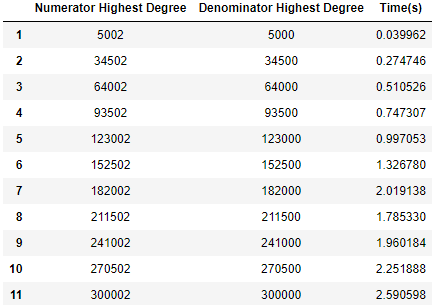 Numerator Highest Degree Denominator Highest Degree Time(s)
1 5002 5000 0.039962
2 34502 34500 0.274746
3 64002 64000 0.510526
4 93502 93500 0.747307
5 123002 123000 0.997053
6 152502 152500 1.326780
7 182002 182000 2.019138
8 211502 211500 1.785330
9 241002 241000 1.960184
10 270502 270500 2.251888
11 300002 300000 2.590598